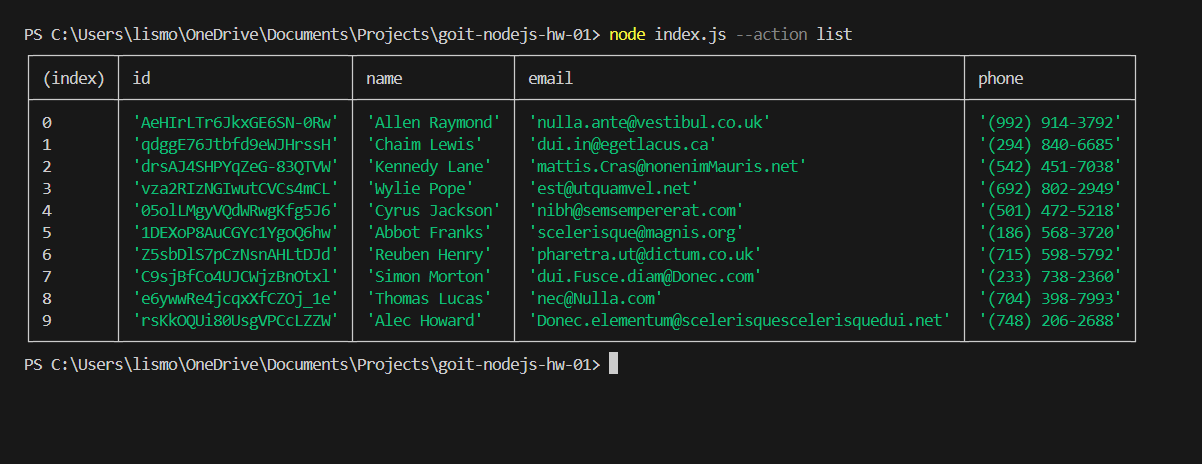 PS C:\Users\lismo\OneDrive\Documents\Projects\goit-nodejs-hw-01> node index.js --action list
(index) id name email phone
0 'AeHIrLTr6JkxGE6SN-0Rw' 'Allen Raymond' 'nulla.ante@vestibul.co.uk' '(992) 914-3792'
1 'qdggE76Jtbfd9eWJHrssH' 'Chaim Lewis' 'dui.in@egetlacus.ca' '(294) 840-6685'
2 'drsAJ4SHPYqZeG-83QTVW' 'Kennedy Lane' 'mattis.Cras@nonenimMauris.net' '(542) 451-7038'
3 'vza2RIzNGIwutCVCs4mCL' 'Wylie Pope' 'est@utquamvel.net' '(692) 802-2949'
4 '05olLMgyVQdWRwgKfg5J6' 'Cyrus Jackson' 'nibh@semsempererat.com' '(501) 472-5218'
5 '1DEXoP8AuCGYc1YgoQ6hw' 'Abbot Franks' 'scelerisque@magnis.org' '(186) 568-3720'
6 'Z5sbDlS7pCzNsnAHLtDJd' 'Reuben Henry' 'pharetra.ut@dictum.co.uk' '(715) 598-5792'
7 'C9sjBfCo4UJCWjzBnOtxl' 'Simon Morton' 'dui.Fusce.diam@Donec.com' '(233) 738-2360'
8 'e6ywwRe4jcqxXfCZOj_1e' 'Thomas Lucas' 'nec@Nulla.com' '(704) 398-7993'
9 'rsKkOQUi80UsgVPCcLZZW' 'Alec Howard' 'Donec.elementum@scelerisquescelerisquedui.net' '(748) 206-2688'
PS C:\Users\lismo\OneDrive\Documents\Projects\goit-nodejs-hw-01>